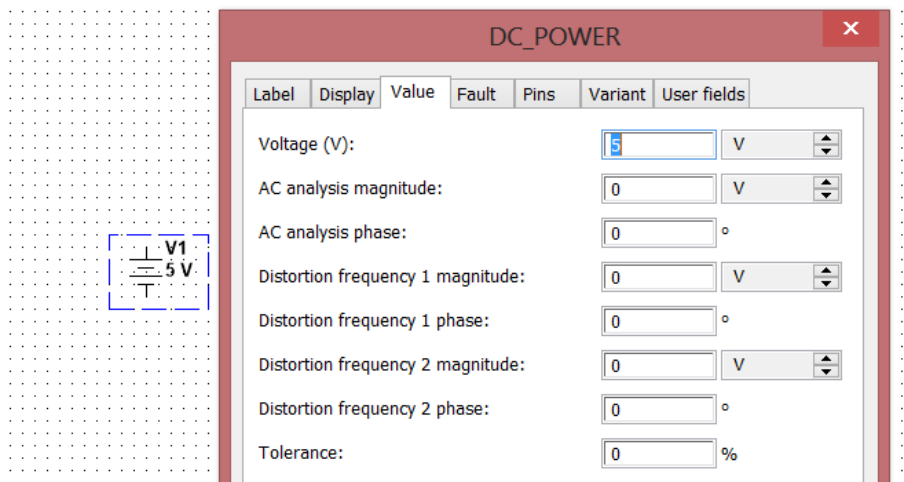 DC_POWER
Label Display Value Fault Pins Variant User fields
Voltage (V): 5 V
AC analysis magnitude: 0 V
AC analysis phase: 0 °
V1
5 V
Distortion frequency 1 magnitude: 0 V
Distortion frequency 1 phase: 0 °
Distortion frequency 2 magnitude: 0 V
Distortion frequency 2 phase: 0 °
Tolerance: 0 %